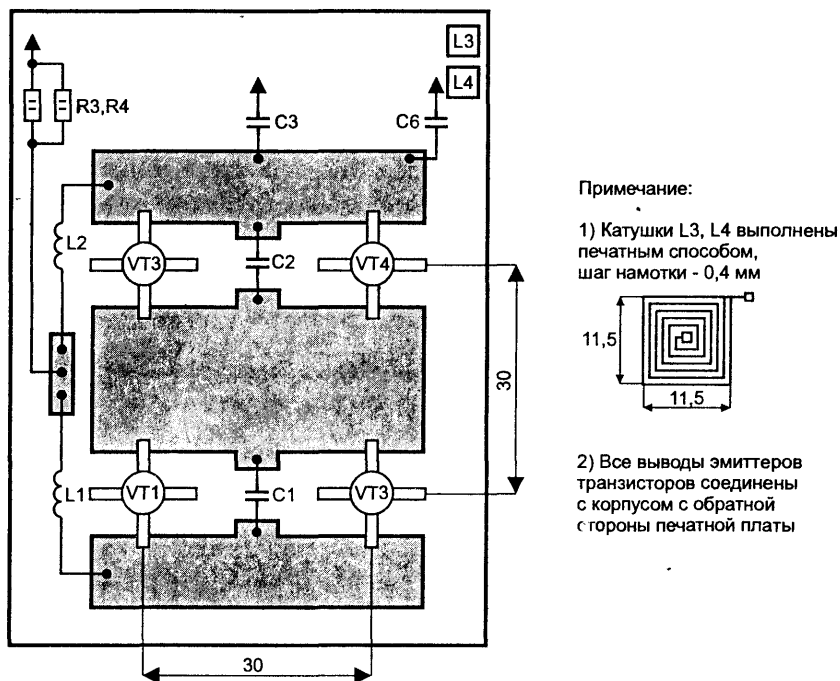 L3
L4
R3,R4
C3
C6
L2
VT3
C2
VT4
30
L1
VT1
C1
VT3
30
Примечание:
1) Катушки L3, L4 выполнены
печатным способом,
шаг намотки - 0,4 мм
11,5
11,5
2) Все выводы эмиттеров
транзисторов соединены
с корпусом с обратной
стороны печатной платы